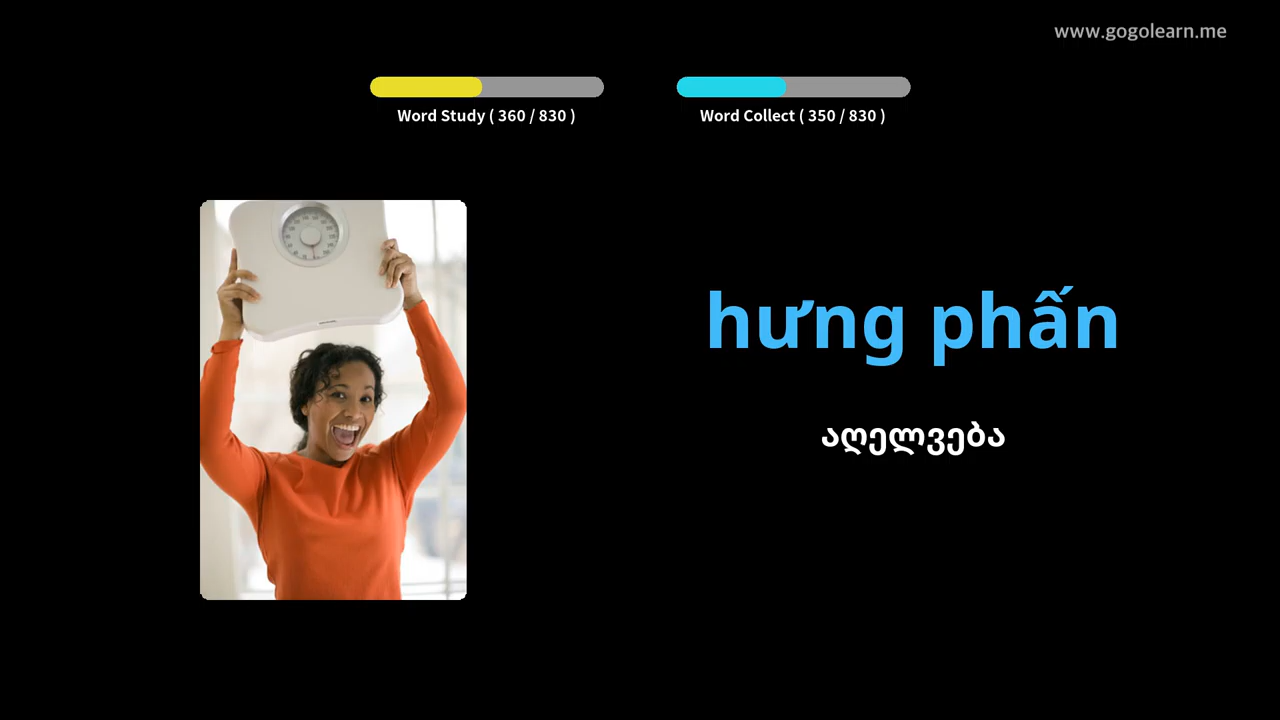 www.gogolearn.me
Word Study ( 360 / 830 )
Word Collect ( 350 / 830 )
hưng phấn
აღელვება